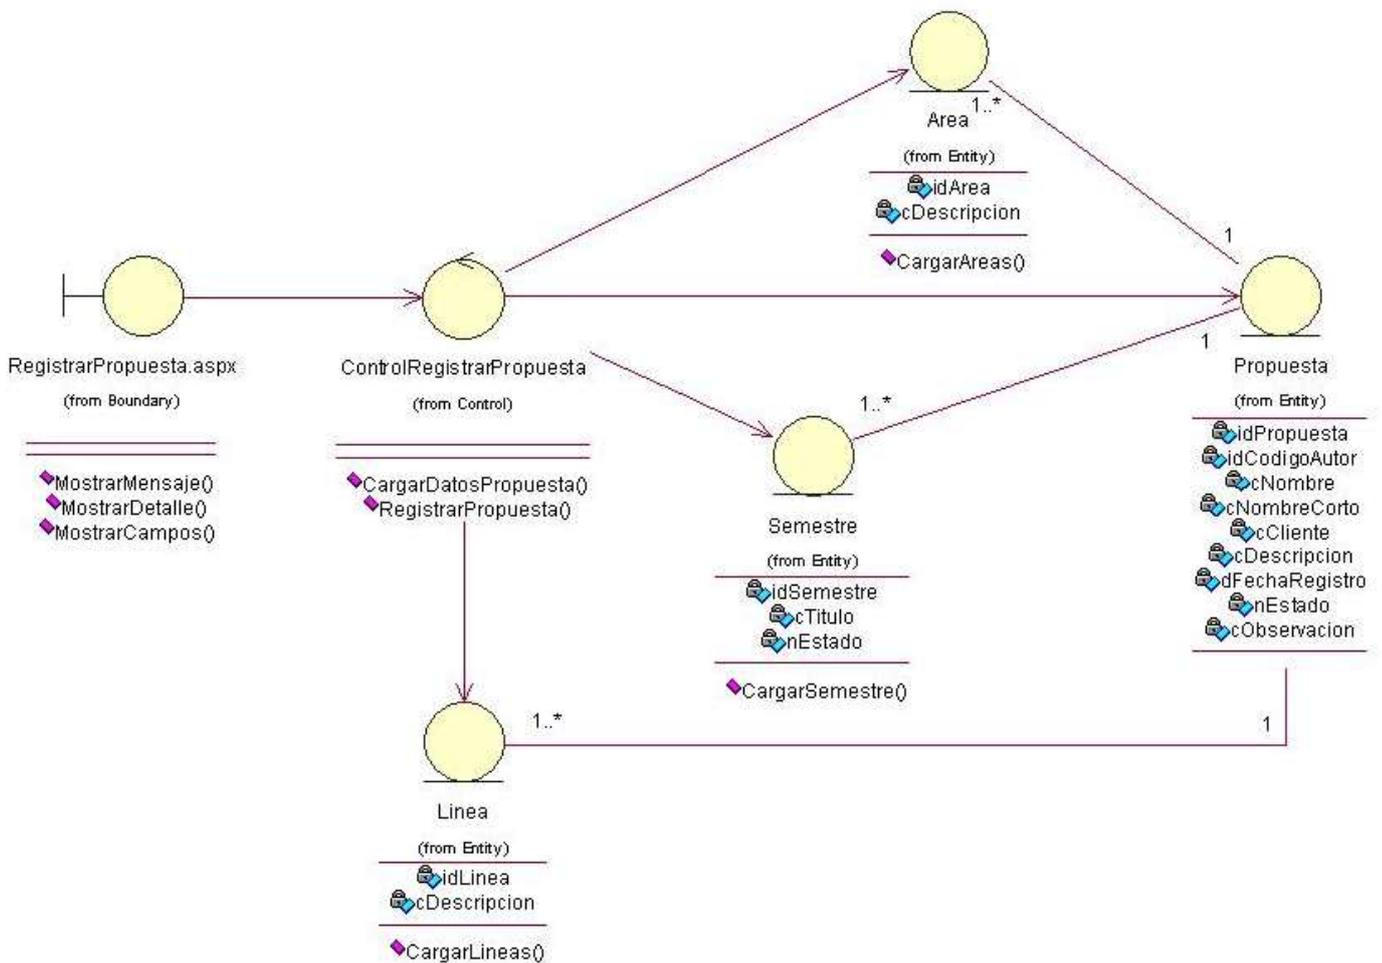 1..*
Area
(from Entity)
idArea
cDescripcion
CargarAreas()
1
RegistrarPropuesta.aspx
(from Boundary)
MostrarMensaje()
MostrarDetalle()
MostrarCampos()
ControlRegistrarPropuesta
(from Control)
CargarDatosPropuesta()
RegistrarPropuesta()
1
1..*
Propuesta
(from Entity)
idPropuesta
idCodigoAutor
cNombre
cNombreCorto
cCliente
cDescripcion
dFechaRegistro
nEstado
cObservacion
Semestre
(from Entity)
idSemestre
cTitulo
nEstado
CargarSemestre()
1..*
1
Linea
(from Entity)
idLinea
cDescripcion
CargarLineas()